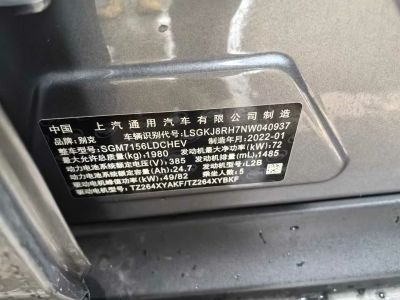 中国 上汽通用汽车有限公司制造
品牌:别克 车辆识别代号:LSGKJ8RH7NW040937
整车型号:SGM7156LDCHEV 制造年月:2022-01
最大允许总质量(kg):1980 发动机最大净功率(kW):72
动力电池系统额定电压(V):385 发动机排量(mL):1485
动力电池系统额定容量(Ah):24.7 发动机型号:L2B
驱动电机峰值功率(kW):49/82 乘坐人数:5
驱动电机型号:TZ264XYAKF/TZ264XYBKF